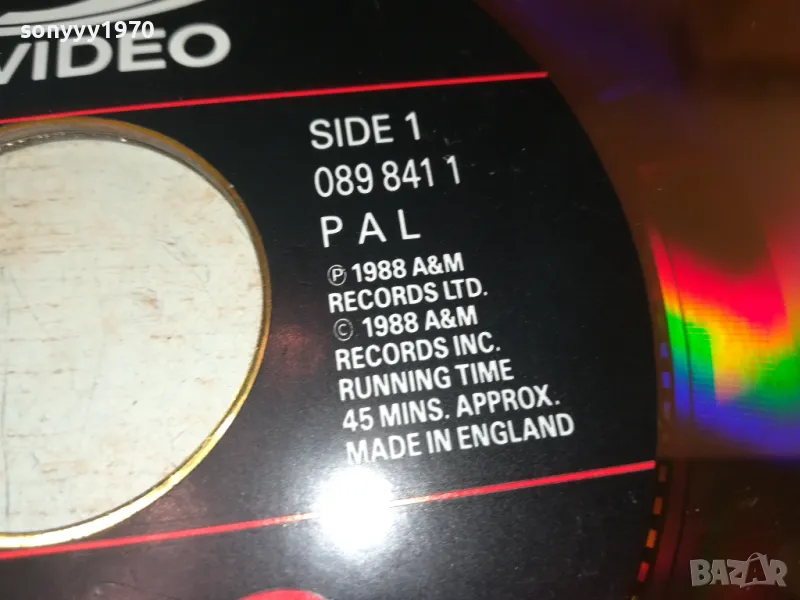 sonyyy1970
VIDEO
SIDE 1
089 841 1
PAL
℗ 1988 A&M
RECORDS LTD.
© 1988 A&M
RECORDS INC.
RUNNING TIME
45 MINS. APPROX.
MADE IN ENGLAND
BAZAR